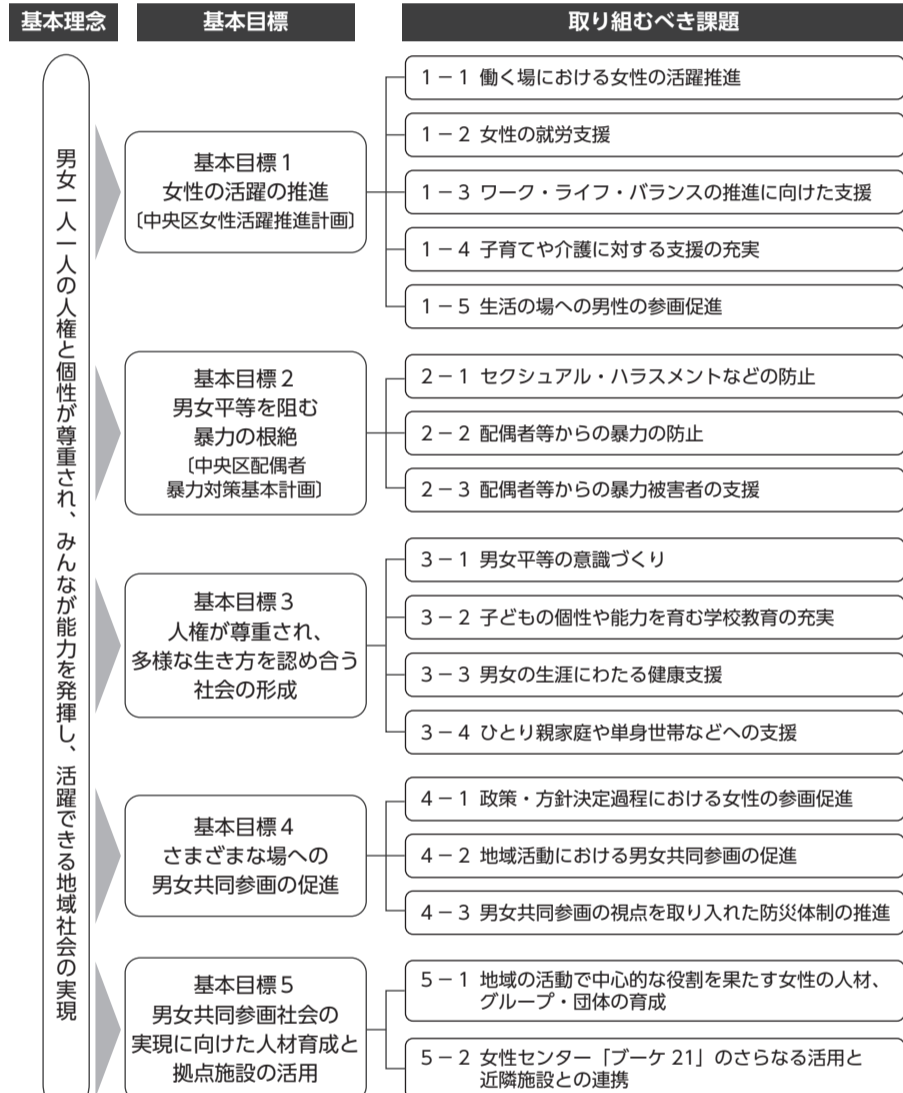 基本理念
基本目標
取り組むべき課題
男女一人一人の人権と個性が尊重され、みんなが能力を発揮し、活躍できる地域社会の実現
基本目標1
女性の活躍の推進
〔中央区女性活躍推進計画〕
1－1 働く場における女性の活躍推進
1－2 女性の就労支援
1－3 ワーク・ライフ・バランスの推進に向けた支援
1－4 子育てや介護に対する支援の充実
1－5 生活の場への男性の参画促進
基本目標2
男女平等を阻む
暴力の根絶
〔中央区配偶者
暴力対策基本計画〕
2－1 セクシュアル・ハラスメントなどの防止
2－2 配偶者等からの暴力の防止
2－3 配偶者等からの暴力被害者の支援
基本目標3
人権が尊重され、
多様な生き方を認め合う
社会の形成
3－1 男女平等の意識づくり
3－2 子どもの個性や能力を育む学校教育の充実
3－3 男女の生涯にわたる健康支援
3－4 ひとり親家庭や単身世帯などへの支援
基本目標4
さまざまな場への
男女共同参画の促進
4－1 政策・方針決定過程における女性の参画促進
4－2 地域活動における男女共同参画の促進
4－3 男女共同参画の視点を取り入れた防災体制の推進
基本目標5
男女共同参画社会の
実現に向けた人材育成と
拠点施設の活用
5－1 地域の活動で中心的な役割を果たす女性の人材、
グループ・団体の育成
5－2 女性センター「ブーケ 21」のさらなる活用と
近隣施設との連携